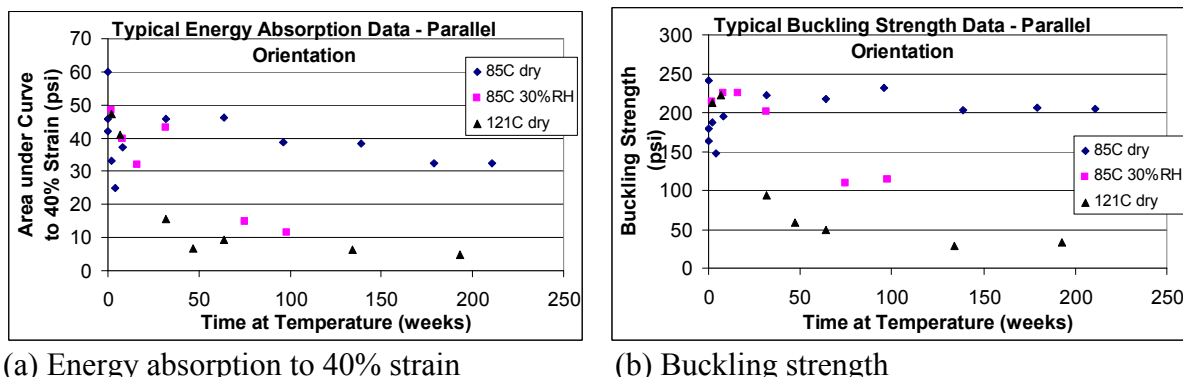 Typical Energy Absorption Data - Parallel
Orientation
Area under Curve
to 40% Strain (psi)
70
60
50
40
30
20
10
0
0 50 100 150 200 250
Time at Temperature (weeks)
85C dry
85C 30%RH
121C dry
(a) Energy absorption to 40% strain
Typical Buckling Strength Data - Parallel
Orientation
Buckling Strength
(psi)
300
250
200
150
100
50
0
0 50 100 150 200 250
Time at Temperature (weeks)
85C dry
85C 30%RH
121C dry
(b) Buckling strength